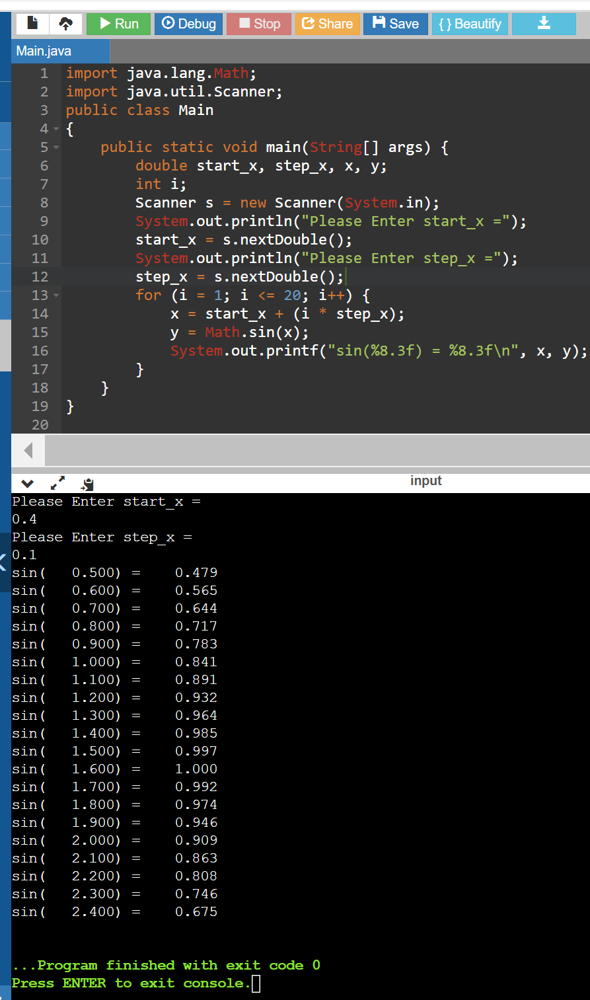 Run Debug Stop Share Save { } Beautify
Main.java
1 import java.lang.Math;
2 import java.util.Scanner;
3 public class Main
4 {
5     public static void main(String[] args) {
6         double start_x, step_x, x, y;
7         int i;
8         Scanner s = new Scanner(System.in);
9         System.out.println("Please Enter start_x =");
10         start_x = s.nextDouble();
11         System.out.println("Please Enter step_x =");
12         step_x = s.nextDouble();
13         for (i = 1; i <= 20; i++) {
14             x = start_x + (i * step_x);
15             y = Math.sin(x);
16             System.out.printf("sin(%8.3f) = %8.3f\n", x, y);
17         }
18     }
19 }
20
input
Please Enter start_x =
0.4
Please Enter step_x =
0.1
sin(   0.500) =    0.479
sin(   0.600) =    0.565
sin(   0.700) =    0.644
sin(   0.800) =    0.717
sin(   0.900) =    0.783
sin(   1.000) =    0.841
sin(   1.100) =    0.891
sin(   1.200) =    0.932
sin(   1.300) =    0.964
sin(   1.400) =    0.985
sin(   1.500) =    0.997
sin(   1.600) =    1.000
sin(   1.700) =    0.992
sin(   1.800) =    0.974
sin(   1.900) =    0.946
sin(   2.000) =    0.909
sin(   2.100) =    0.863
sin(   2.200) =    0.808
sin(   2.300) =    0.746
sin(   2.400) =    0.675
...Program finished with exit code 0
Press ENTER to exit console.